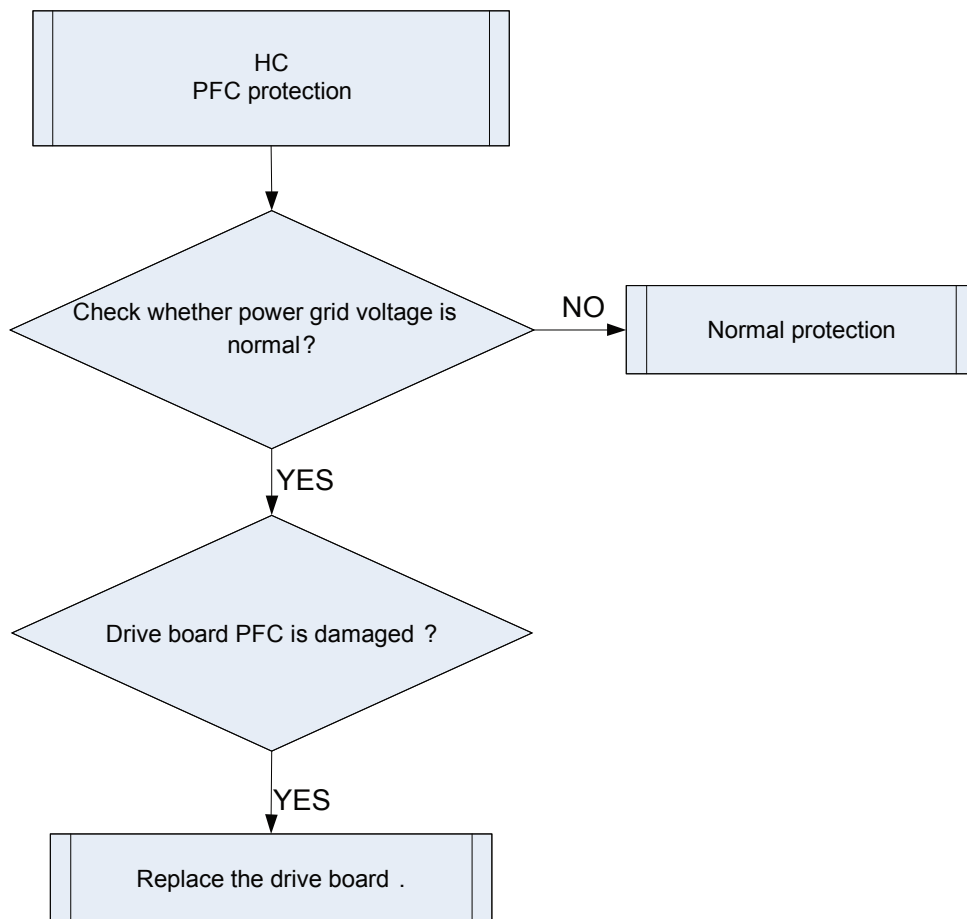 HC
PFC protection
Check whether power grid voltage is
normal?
NO
Normal protection
YES
Drive board PFC is damaged ?
YES
Replace the drive board .